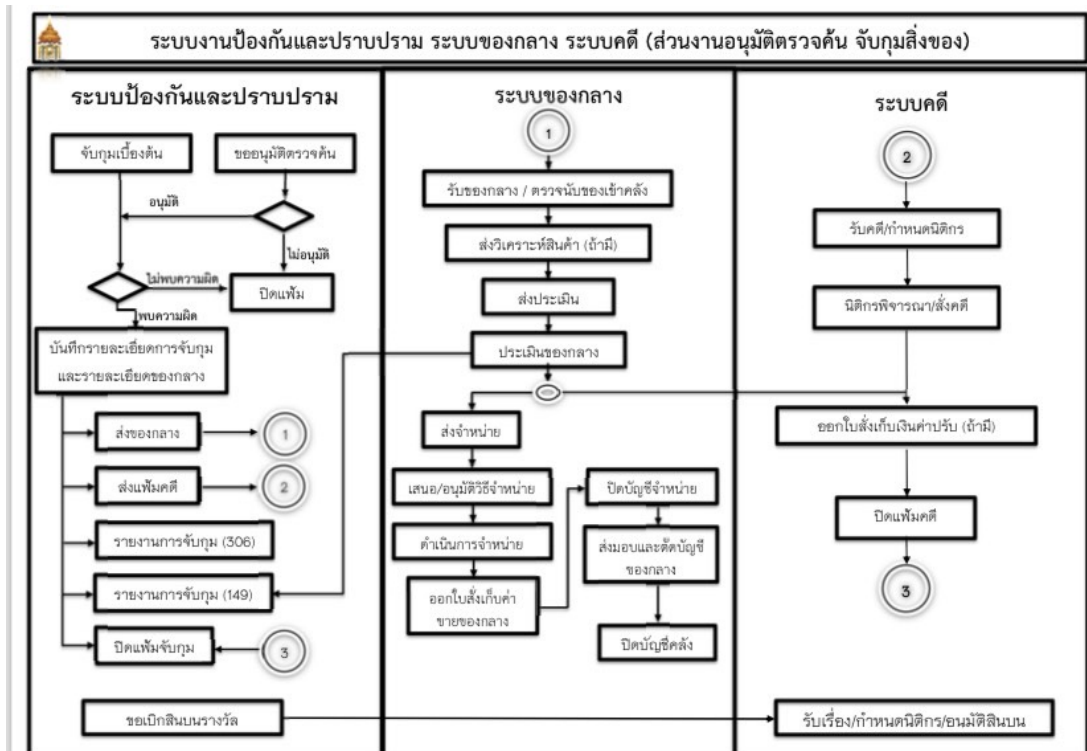 ระบบงานป้องกันและปราบปราม ระบบของกลาง ระบบคดี (ส่วนงานอนุมัติตรวจค้น จับกุมสิ่งของ)
ระบบป้องกันและปราบปราม
จับกุมเบื้องต้น
ขออนุมัติตรวจค้น
อนุมัติ
ไม่อนุมัติ
ไม่พบความผิด
ปิดแฟ้ม
พบความผิด
บันทึกรายละเอียดการจับกุม
และรายละเอียดของกลาง
ส่งของกลาง
1
ส่งแฟ้มคดี
2
รายงานการจับกุม (306)
รายงานการจับกุม (149)
ปิดแฟ้มจับกุม
3
ขอเบิกสินบนรางวัล
ระบบของกลาง
1
รับของกลาง / ตรวจนับของเข้าคลัง
ส่งวิเคราะห์สินค้า (ถ้ามี)
ส่งประเมิน
ประเมินของกลาง
ส่งจำหน่าย
เสนอ/อนุมัติวิธีจำหน่าย
ดำเนินการจำหน่าย
ออกใบสั่งเก็บค่า
ขายของกลาง
ปิดบัญชีจำหน่าย
ส่งมอบและตัดบัญชี
ของกลาง
ปิดบัญชีคลัง
ระบบคดี
2
รับคดี/กำหนดนิติกร
นิติกรพิจารณา/สั่งคดี
ออกใบสั่งเก็บเงินค่าปรับ (ถ้ามี)
ปิดแฟ้มคดี
3
รับเรื่อง/กำหนดนิติกร/อนมัติสินบน